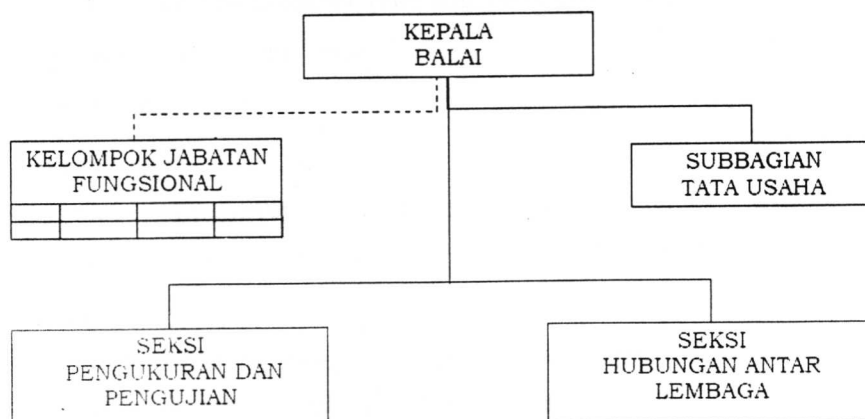 KEPALA
BALAI
KELOMPOK JABATAN
FUNGSIONAL
SUBBAGIAN
TATA USAHA
SEKSI
PENGUKURAN DAN
PENGUJIAN
SEKSI
HUBUNGAN ANTAR
LEMBAGA